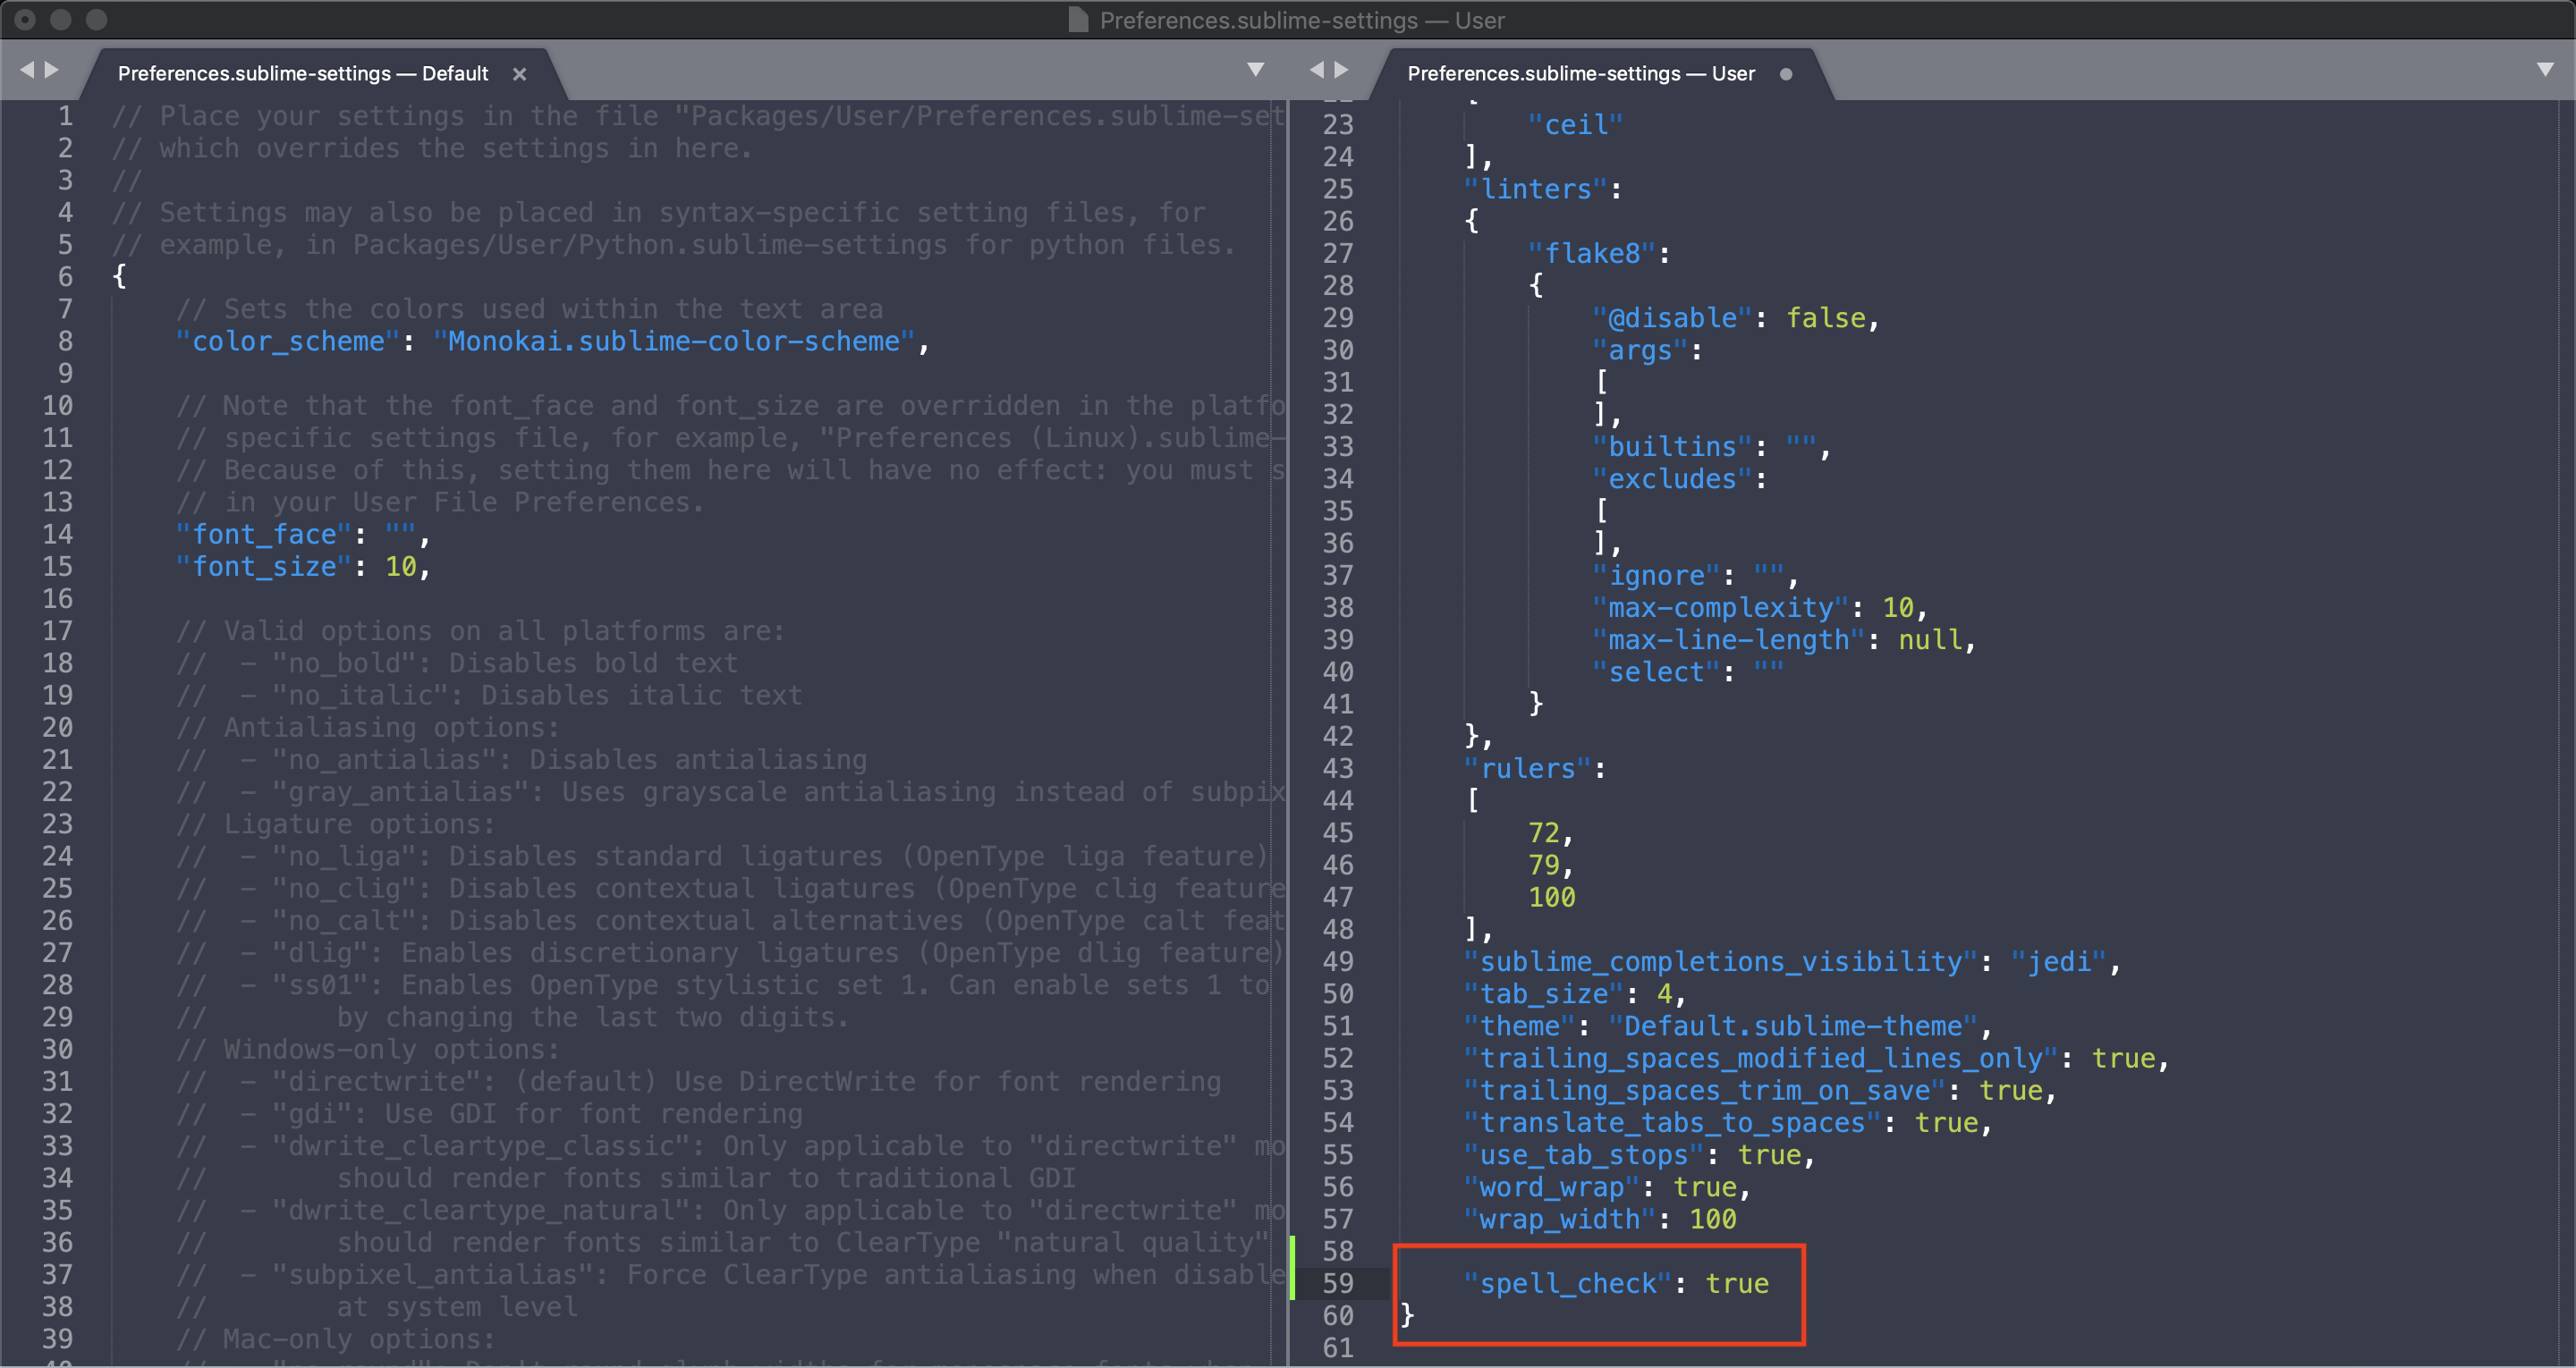 Preferences.sublime-settings — User
Preferences.sublime-settings — Default ×
1 // Place your settings in the file "Packages/User/Preferences.sublime-set
2 // which overrides the settings in here.
3 //
4 // Settings may also be placed in syntax-specific setting files, for
5 // example, in Packages/User/Python.sublime-settings for python files.
6 {
7 // Sets the colors used within the text area
8 "color_scheme": "Monokai.sublime-color-scheme",
9
10 // Note that the font_face and font_size are overridden in the platfo
11 // specific settings file, for example, "Preferences (Linux).sublime-
12 // Because of this, setting them here will have no effect: you must s
13 // in your User File Preferences.
14 "font_face": "",
15 "font_size": 10,
16
17 // Valid options on all platforms are:
18 //  - "no_bold": Disables bold text
19 //  - "no_italic": Disables italic text
20 // Antialiasing options:
21 //  - "no_antialias": Disables antialiasing
22 //  - "gray_antialias": Uses grayscale antialiasing instead of subpix
23 // Ligature options:
24 //  - "no_liga": Disables standard ligatures (OpenType liga feature)
25 //  - "no_clig": Disables contextual ligatures (OpenType clig feature
26 //  - "no_calt": Disables contextual alternatives (OpenType calt feat
27 //  - "dlig": Enables discretionary ligatures (OpenType dlig feature)
28 //  - "ss01": Enables OpenType stylistic set 1. Can enable sets 1 to
29 //        by changing the last two digits.
30 // Windows-only options:
31 //  - "directwrite": (default) Use DirectWrite for font rendering
32 //  - "gdi": Use GDI for font rendering
33 //  - "dwrite_cleartype_classic": Only applicable to "directwrite" mo
34 //        should render fonts similar to traditional GDI
35 //  - "dwrite_cleartype_natural": Only applicable to "directwrite" mo
36 //        should render fonts similar to ClearType "natural quality"
37 //  - "subpixel_antialias": Force ClearType antialiasing when disable
38 //        at system level
39 // Mac-only options:
Preferences.sublime-settings — User
23 "ceil"
24 ],
25 "linters":
26 {
27 "flake8":
28 {
29 "@disable": false,
30 "args":
31 [
32 ],
33 "builtins": "",
34 "excludes":
35 [
36 ],
37 "ignore": "",
38 "max-complexity": 10,
39 "max-line-length": null,
40 "select": ""
41 }
42 },
43 "rulers":
44 [
45 72,
46 79,
47 100
48 ],
49 "sublime_completions_visibility": "jedi",
50 "tab_size": 4,
51 "theme": "Default.sublime-theme",
52 "trailing_spaces_modified_lines_only": true,
53 "trailing_spaces_trim_on_save": true,
54 "translate_tabs_to_spaces": true,
55 "use_tab_stops": true,
56 "word_wrap": true,
57 "wrap_width": 100
58
59 "spell_check": true
60 }
61